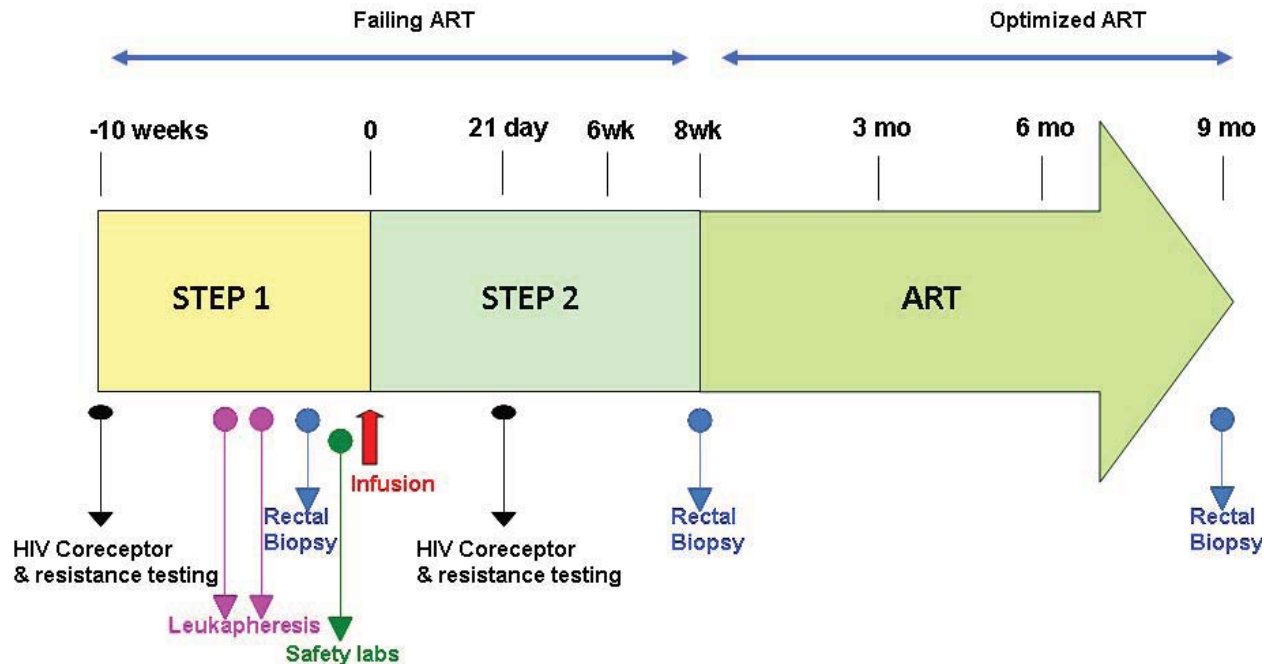 Failing ART
Optimized ART
-10 weeks
0
21 day
6wk
8wk
3 mo
6 mo
9 mo
STEP 1
STEP 2
ART
Infusion
Rectal
Biopsy
Rectal
Biopsy
Rectal
Biopsy
HIV Coreceptor
& resistance testing
HIV Coreceptor
& resistance testing
Leukapheresis
Safety labs